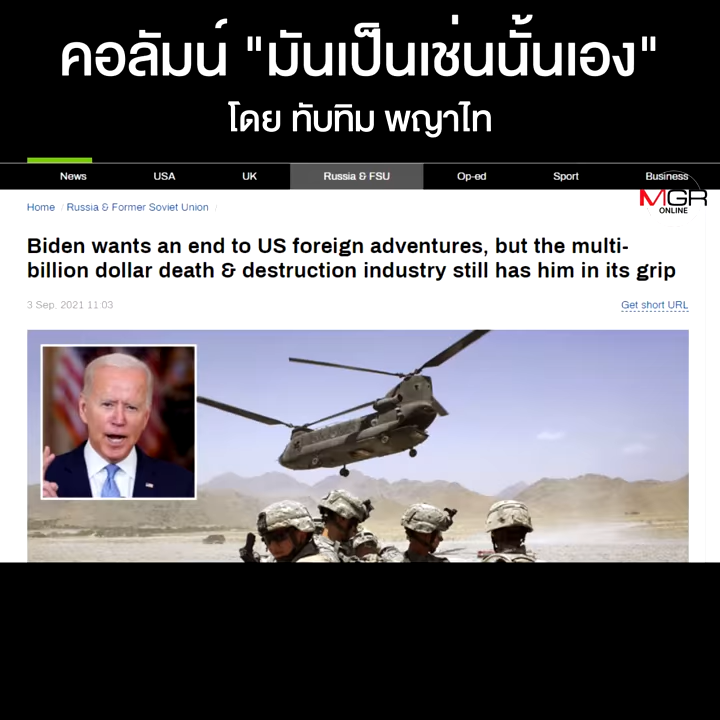 คอลัมน์ "มันเป็นเช่นนั้นเอง"
โดย ทับทิม พญาไท
News USA UK Russia & FSU Op-ed Sport Business
MGR
ONLINE
Home / Russia & Former Soviet Union /
Biden wants an end to US foreign adventures, but the multi-
billion dollar death & destruction industry still has him in its grip
3 Sep, 2021 11:03 Get short URL